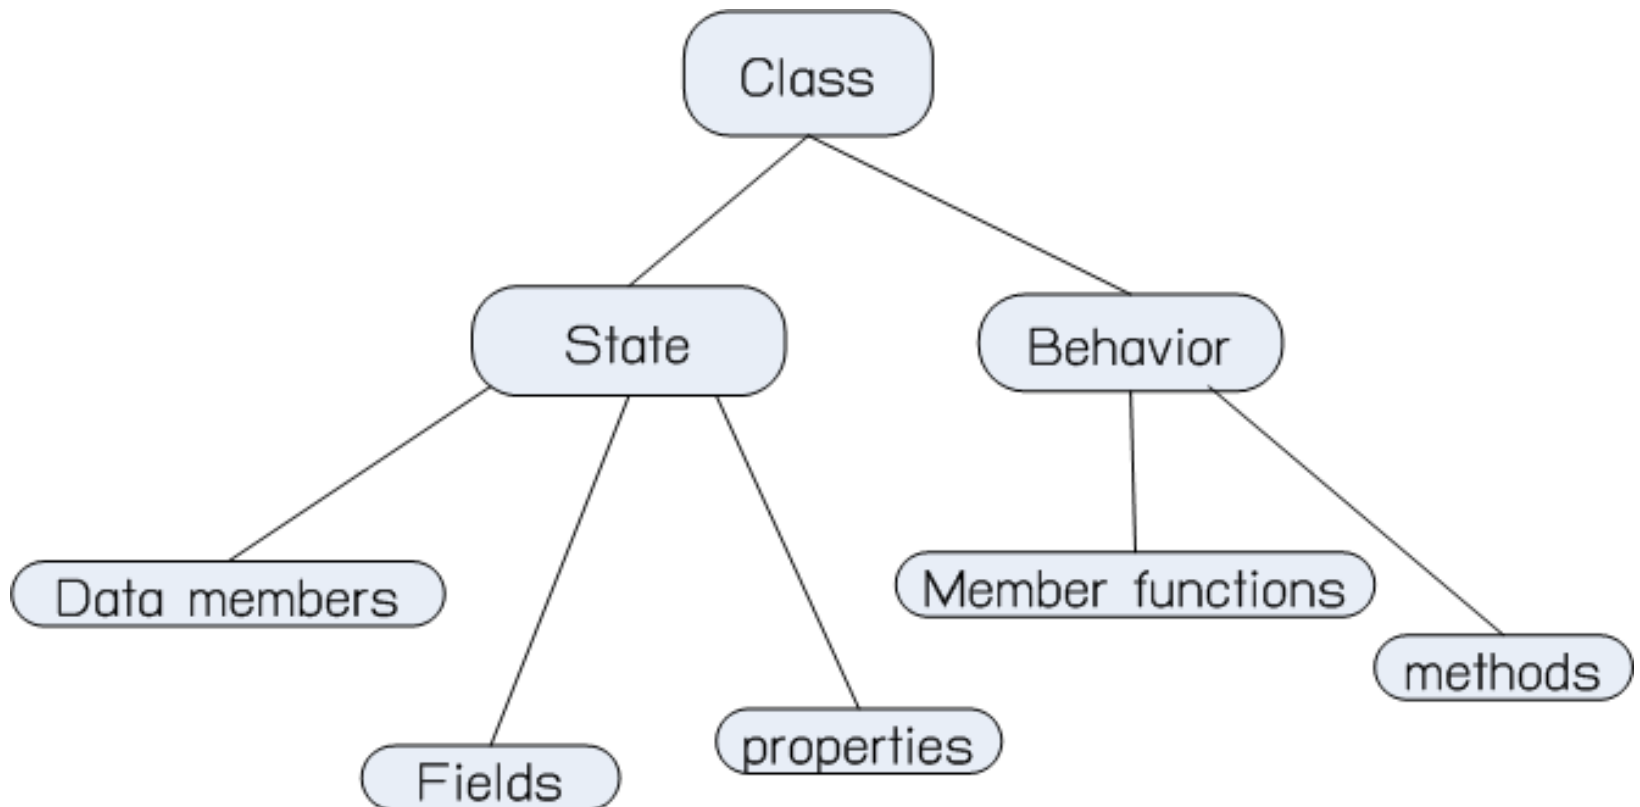 Class
State
Behavior
Data members
Member functions
methods
Fields
properties